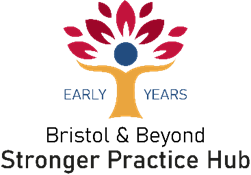 EARLY YEARS
Bristol & Beyond
Stronger Practice Hub